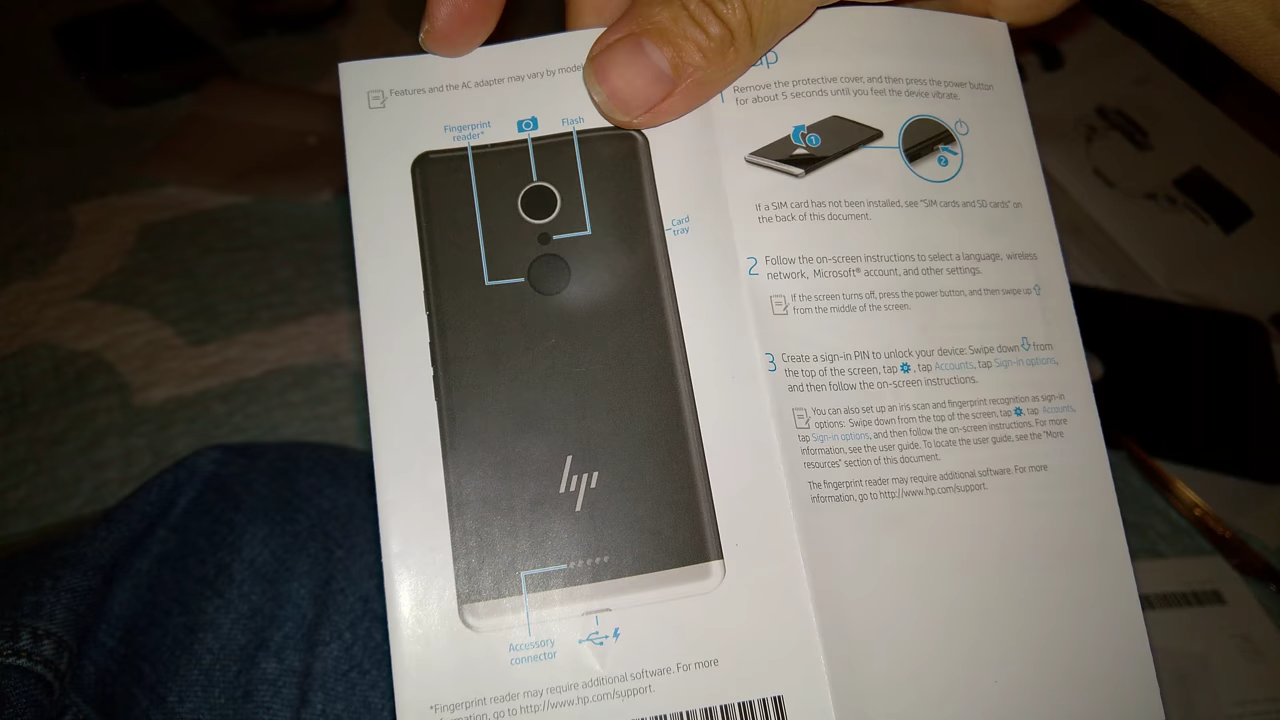 Features and the AC adapter may vary by model
Fingerprint
reader*
Flash
Card
tray
hp
Accessory
connector
*Fingerprint reader may require additional software. For more
go to http://www.hp.com/support.
1 Remove the protective cover, and then press the power button
for about 5 seconds until you feel the device vibrate.
1
2
If a SIM card has not been installed, see "SIM cards and SD cards" on
the back of this document.
2 Follow the on-screen instructions to select a language, wireless
network, Microsoft® account, and other settings.
If the screen turns off, press the power button, and then swipe up
from the middle of the screen.
3 Create a sign-in PIN to unlock your device: Swipe down from
the top of the screen, tap , tap Accounts, tap Sign-in options,
and then follow the on-screen instructions.
You can also set up an iris scan and fingerprint recognition as sign-in
options: Swipe down from the top of the screen, tap , tap Accounts,
tap Sign-in options, and then follow the on-screen instructions. For more
information, see the user guide. To locate the user guide, see the "More
resources" section of this document.
The fingerprint reader may require additional software. For more
information, go to http://www.hp.com/support.